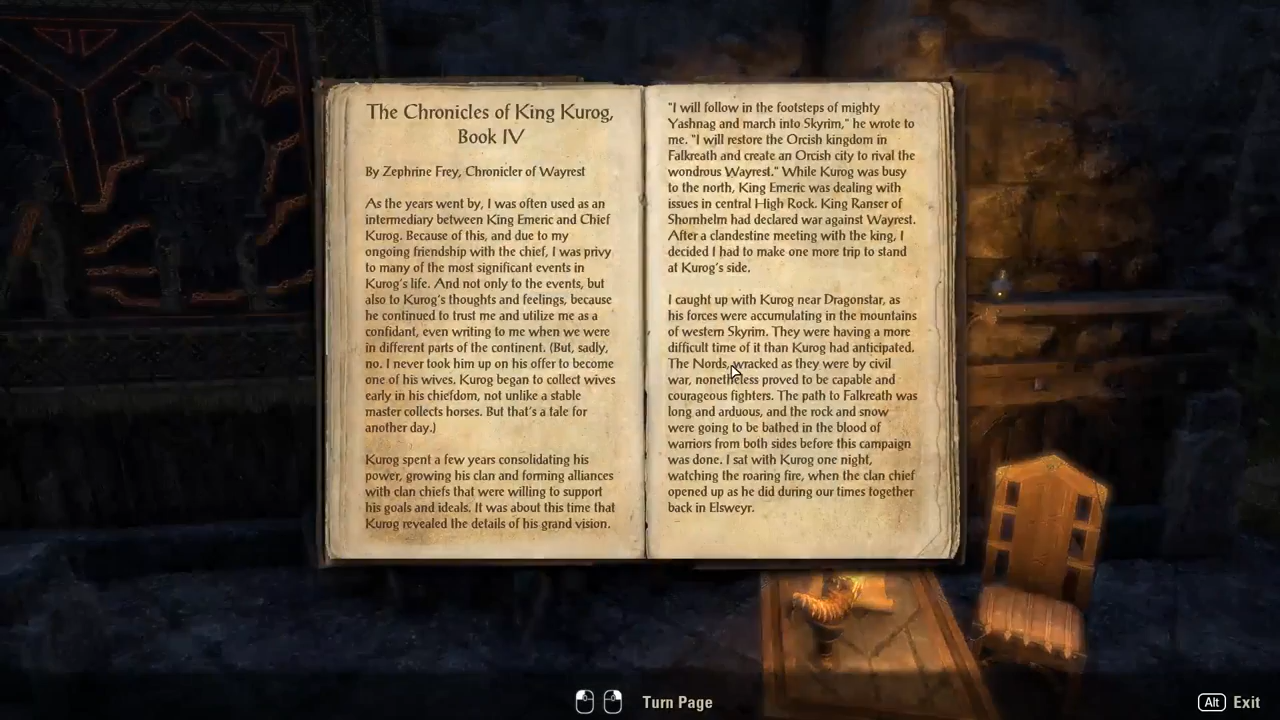 The Chronicles of King Kurog,
Book IV
By Zephrine Frey, Chronicler of Wayrest
As the years went by, I was often used as an
intermediary between King Emeric and Chief
Kurog. Because of this, and due to my
ongoing friendship with the chief, I was privy
to many of the most significant events in
Kurog's life. And not only to the events, but
also to Kurog's thoughts and feelings, because
he continued to trust me and utilize me as a
confidant, even writing to me when we were
in different parts of the continent. (But, sadly,
no. I never took him up on his offer to become
one of his wives. Kurog began to collect wives
early in his chiefdom, not unlike a stable
master collects horses. But that's a tale for
another day.)
Kurog spent a few years consolidating his
power, growing his clan and forming alliances
with clan chiefs that were willing to support
his goals and ideals. It was about this time that
Kurog revealed the details of his grand vision.
"I will follow in the footsteps of mighty
Yashnag and march into Skyrim," he wrote to
me. "I will restore the Orcish kingdom in
Falkreath and create an Orcish city to rival the
wondrous Wayrest." While Kurog was busy
to the north, King Emeric was dealing with
issues in central High Rock. King Ranser of
Shornhelm had declared war against Wayrest.
After a clandestine meeting with the king, I
decided I had to make one more trip to stand
at Kurog's side.
I caught up with Kurog near Dragonstar, as
his forces were accumulating in the mountains
of western Skyrim. They were having a more
difficult time of it than Kurog had anticipated.
The Nords, wracked as they were by civil
war, nonetheless proved to be capable and
courageous fighters. The path to Falkreath was
long and arduous, and the rock and snow
were going to be bathed in the blood of
warriors from both sides before this campaign
was done. I sat with Kurog one night,
watching the roaring fire, when the clan chief
opened up as he did during our times together
back in Elsweyr.
Turn Page
Alt Exit